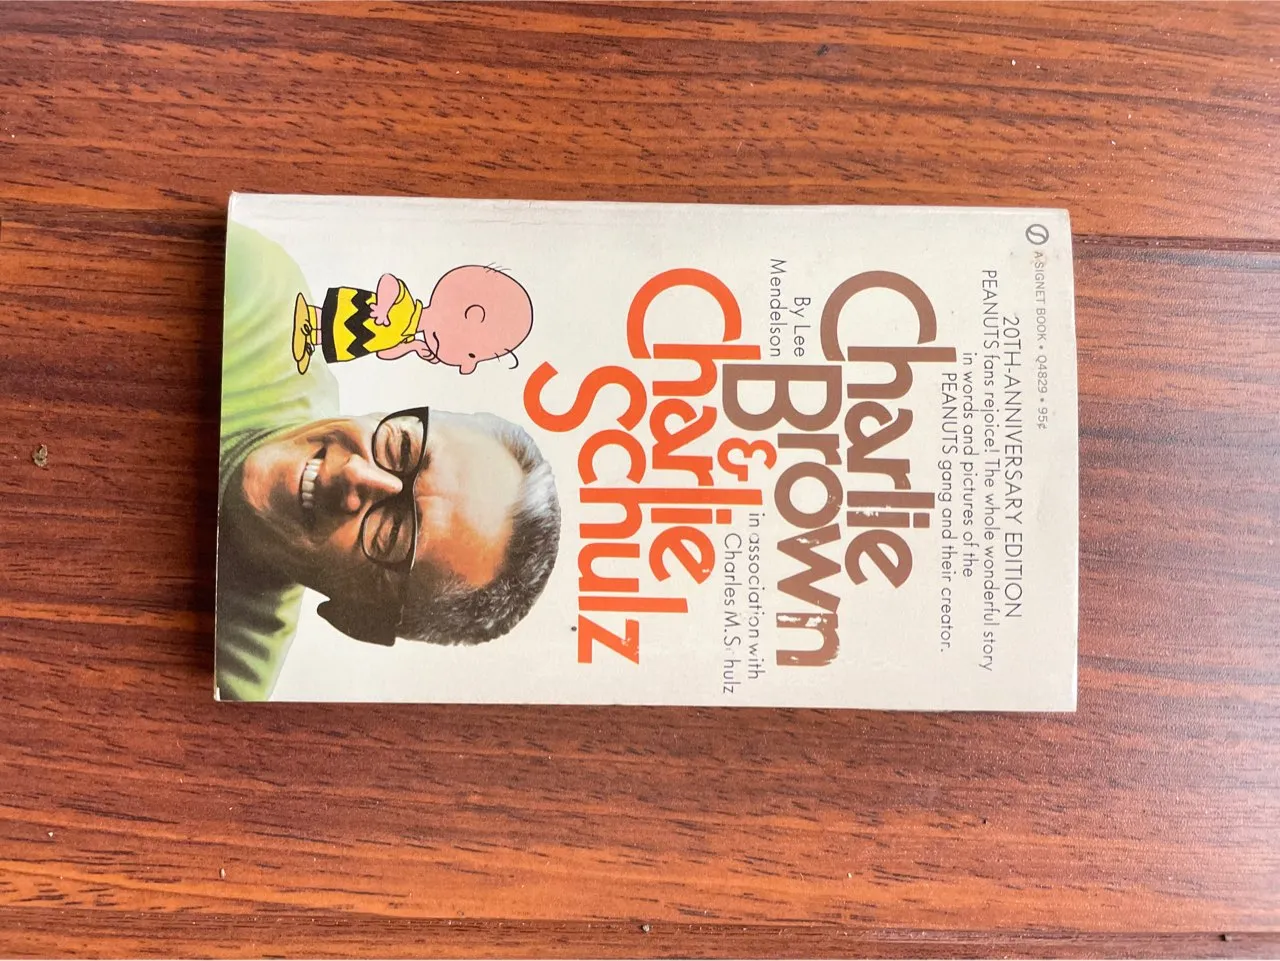 A SIGNET BOOK • Q4829 • 95¢
20TH-ANNIVERSARY EDITION
PEANUTS fans rejoice! The whole wonderful story
in words and pictures of the
PEANUTS gang and their creator.
Charlie
Brown
By Lee
Mendelson
&
in association with
Charles M. Schulz
Charlie
Schulz